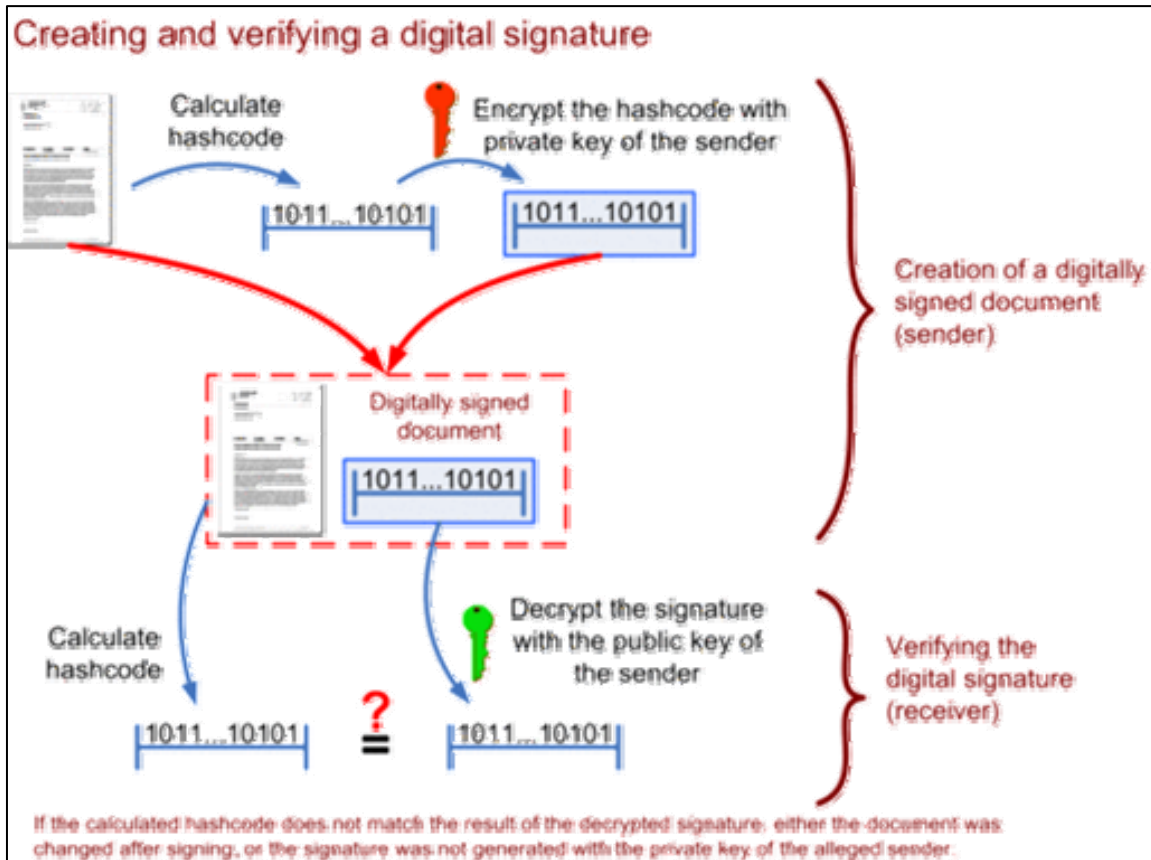 Creating and verifying a digital signature
Calculate
hashcode
Encrypt the hashcode with
private key of the sender
1011...10101
1011...10101
Creation of a digitally
signed document
(sender)
Digitally signed
document
1011...10101
Calculate
hashcode
Decrypt the signature
with the public key of
the sender
Verifying the
digital signature
(receiver)
1011...10101
?
=
1011...10101
If the calculated hashcode does not match the result of the decrypted signature, either the document was
changed after signing, or the signature was not generated with the private key of the alleged sender.